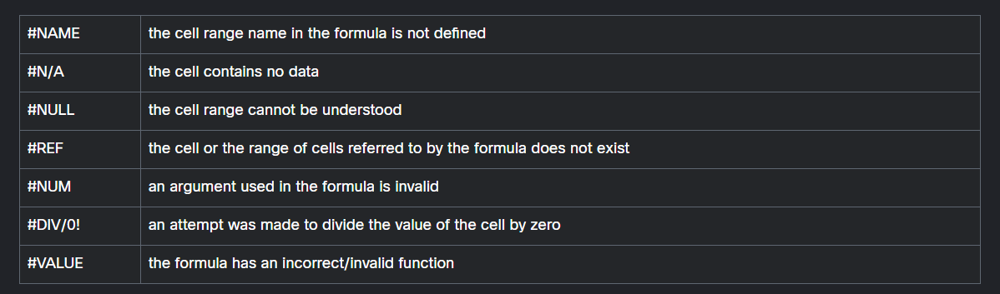 #NAME the cell range name in the formula is not defined
#N/A the cell contains no data
#NULL the cell range cannot be understood
#REF the cell or the range of cells referred to by the formula does not exist
#NUM an argument used in the formula is invalid
#DIV/0! an attempt was made to divide the value of the cell by zero
#VALUE the formula has an incorrect/invalid function